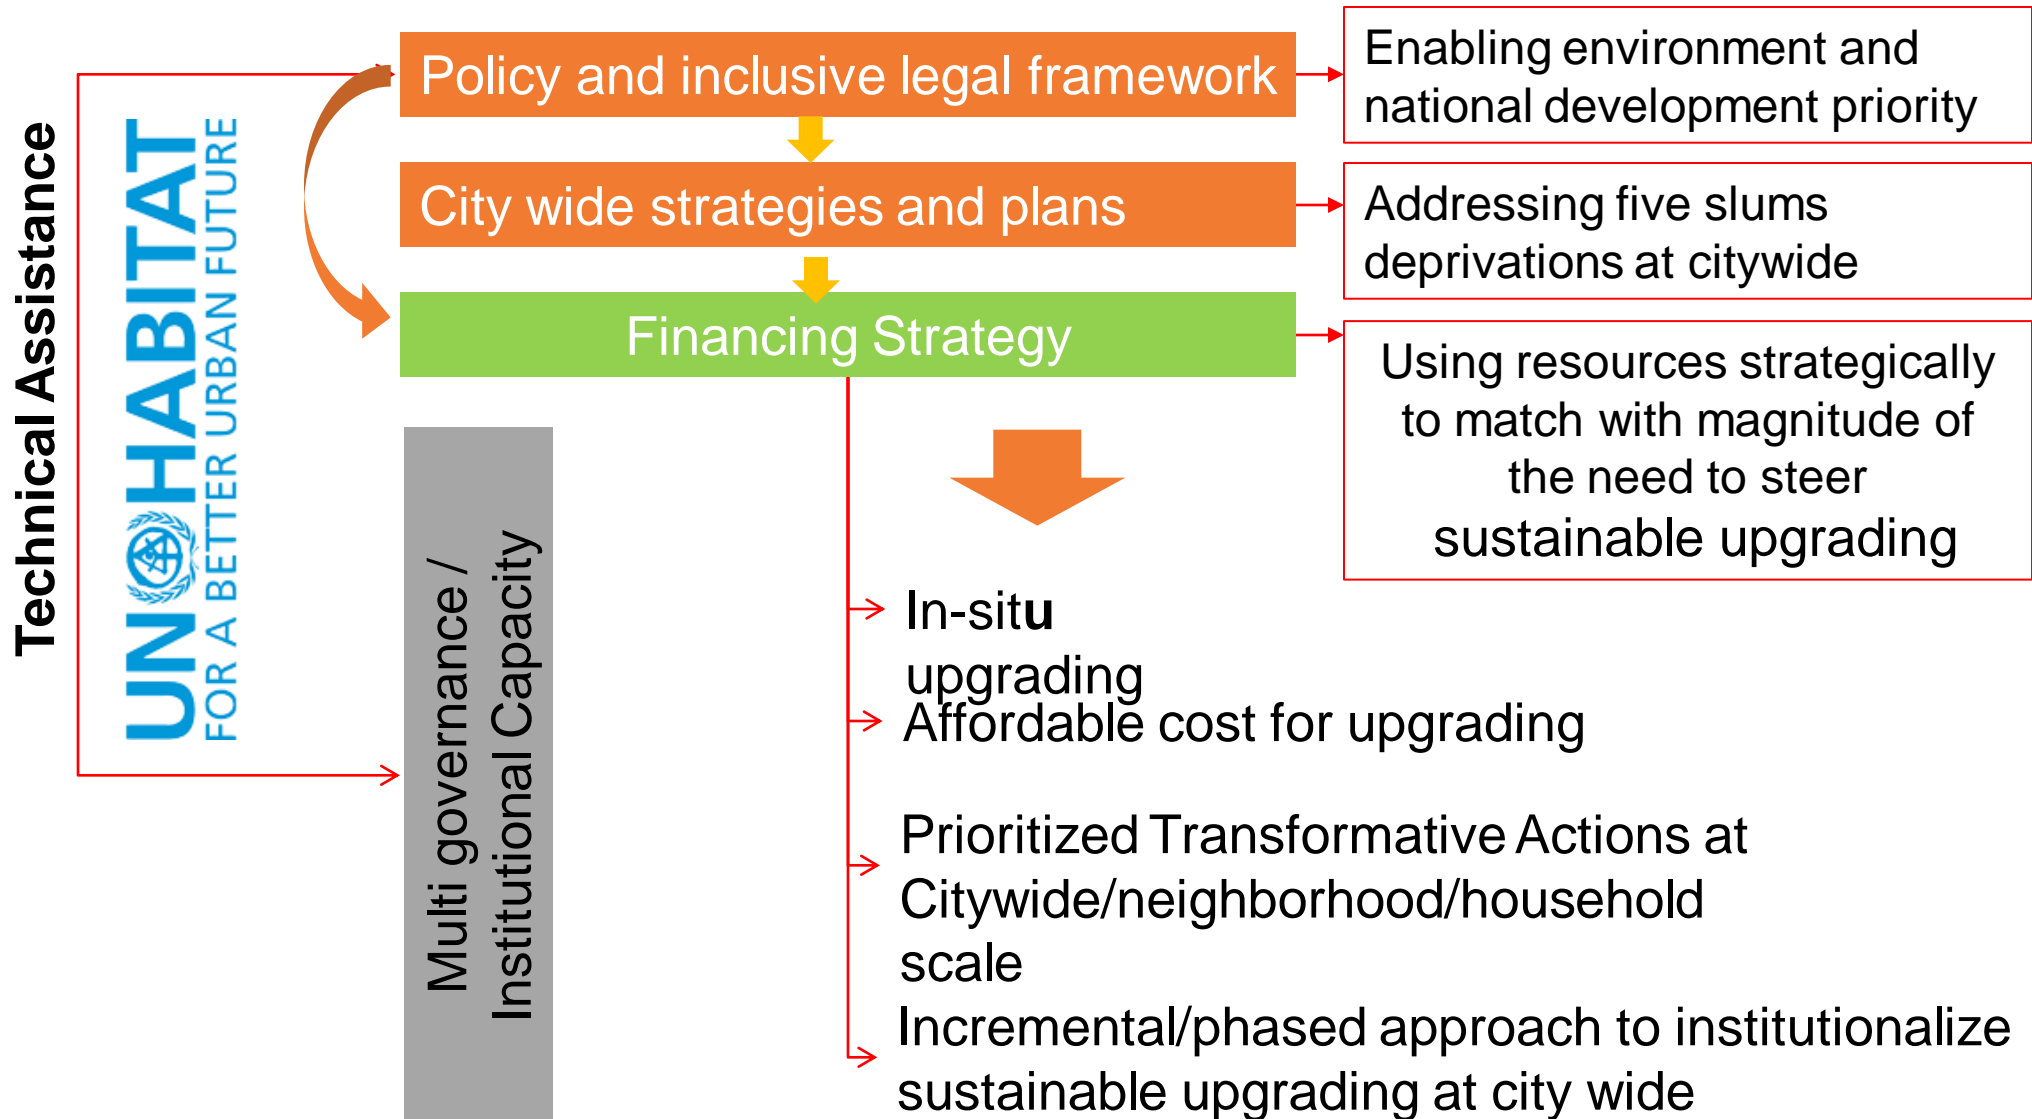 Technical Assistance
UN HABITAT
FOR A BETTER URBAN FUTURE
Policy and inclusive legal framework
Enabling environment and
national development priority
City wide strategies and plans
Addressing five slums
deprivations at citywide
Financing Strategy
Using resources strategically
to match with magnitude of
the need to steer
sustainable upgrading
Multi governance /
Institutional Capacity
In-situ
upgrading
Affordable cost for upgrading
Prioritized Transformative Actions at
Citywide/neighborhood/household
scale
Incremental/phased approach to institutionalize
sustainable upgrading at city wide